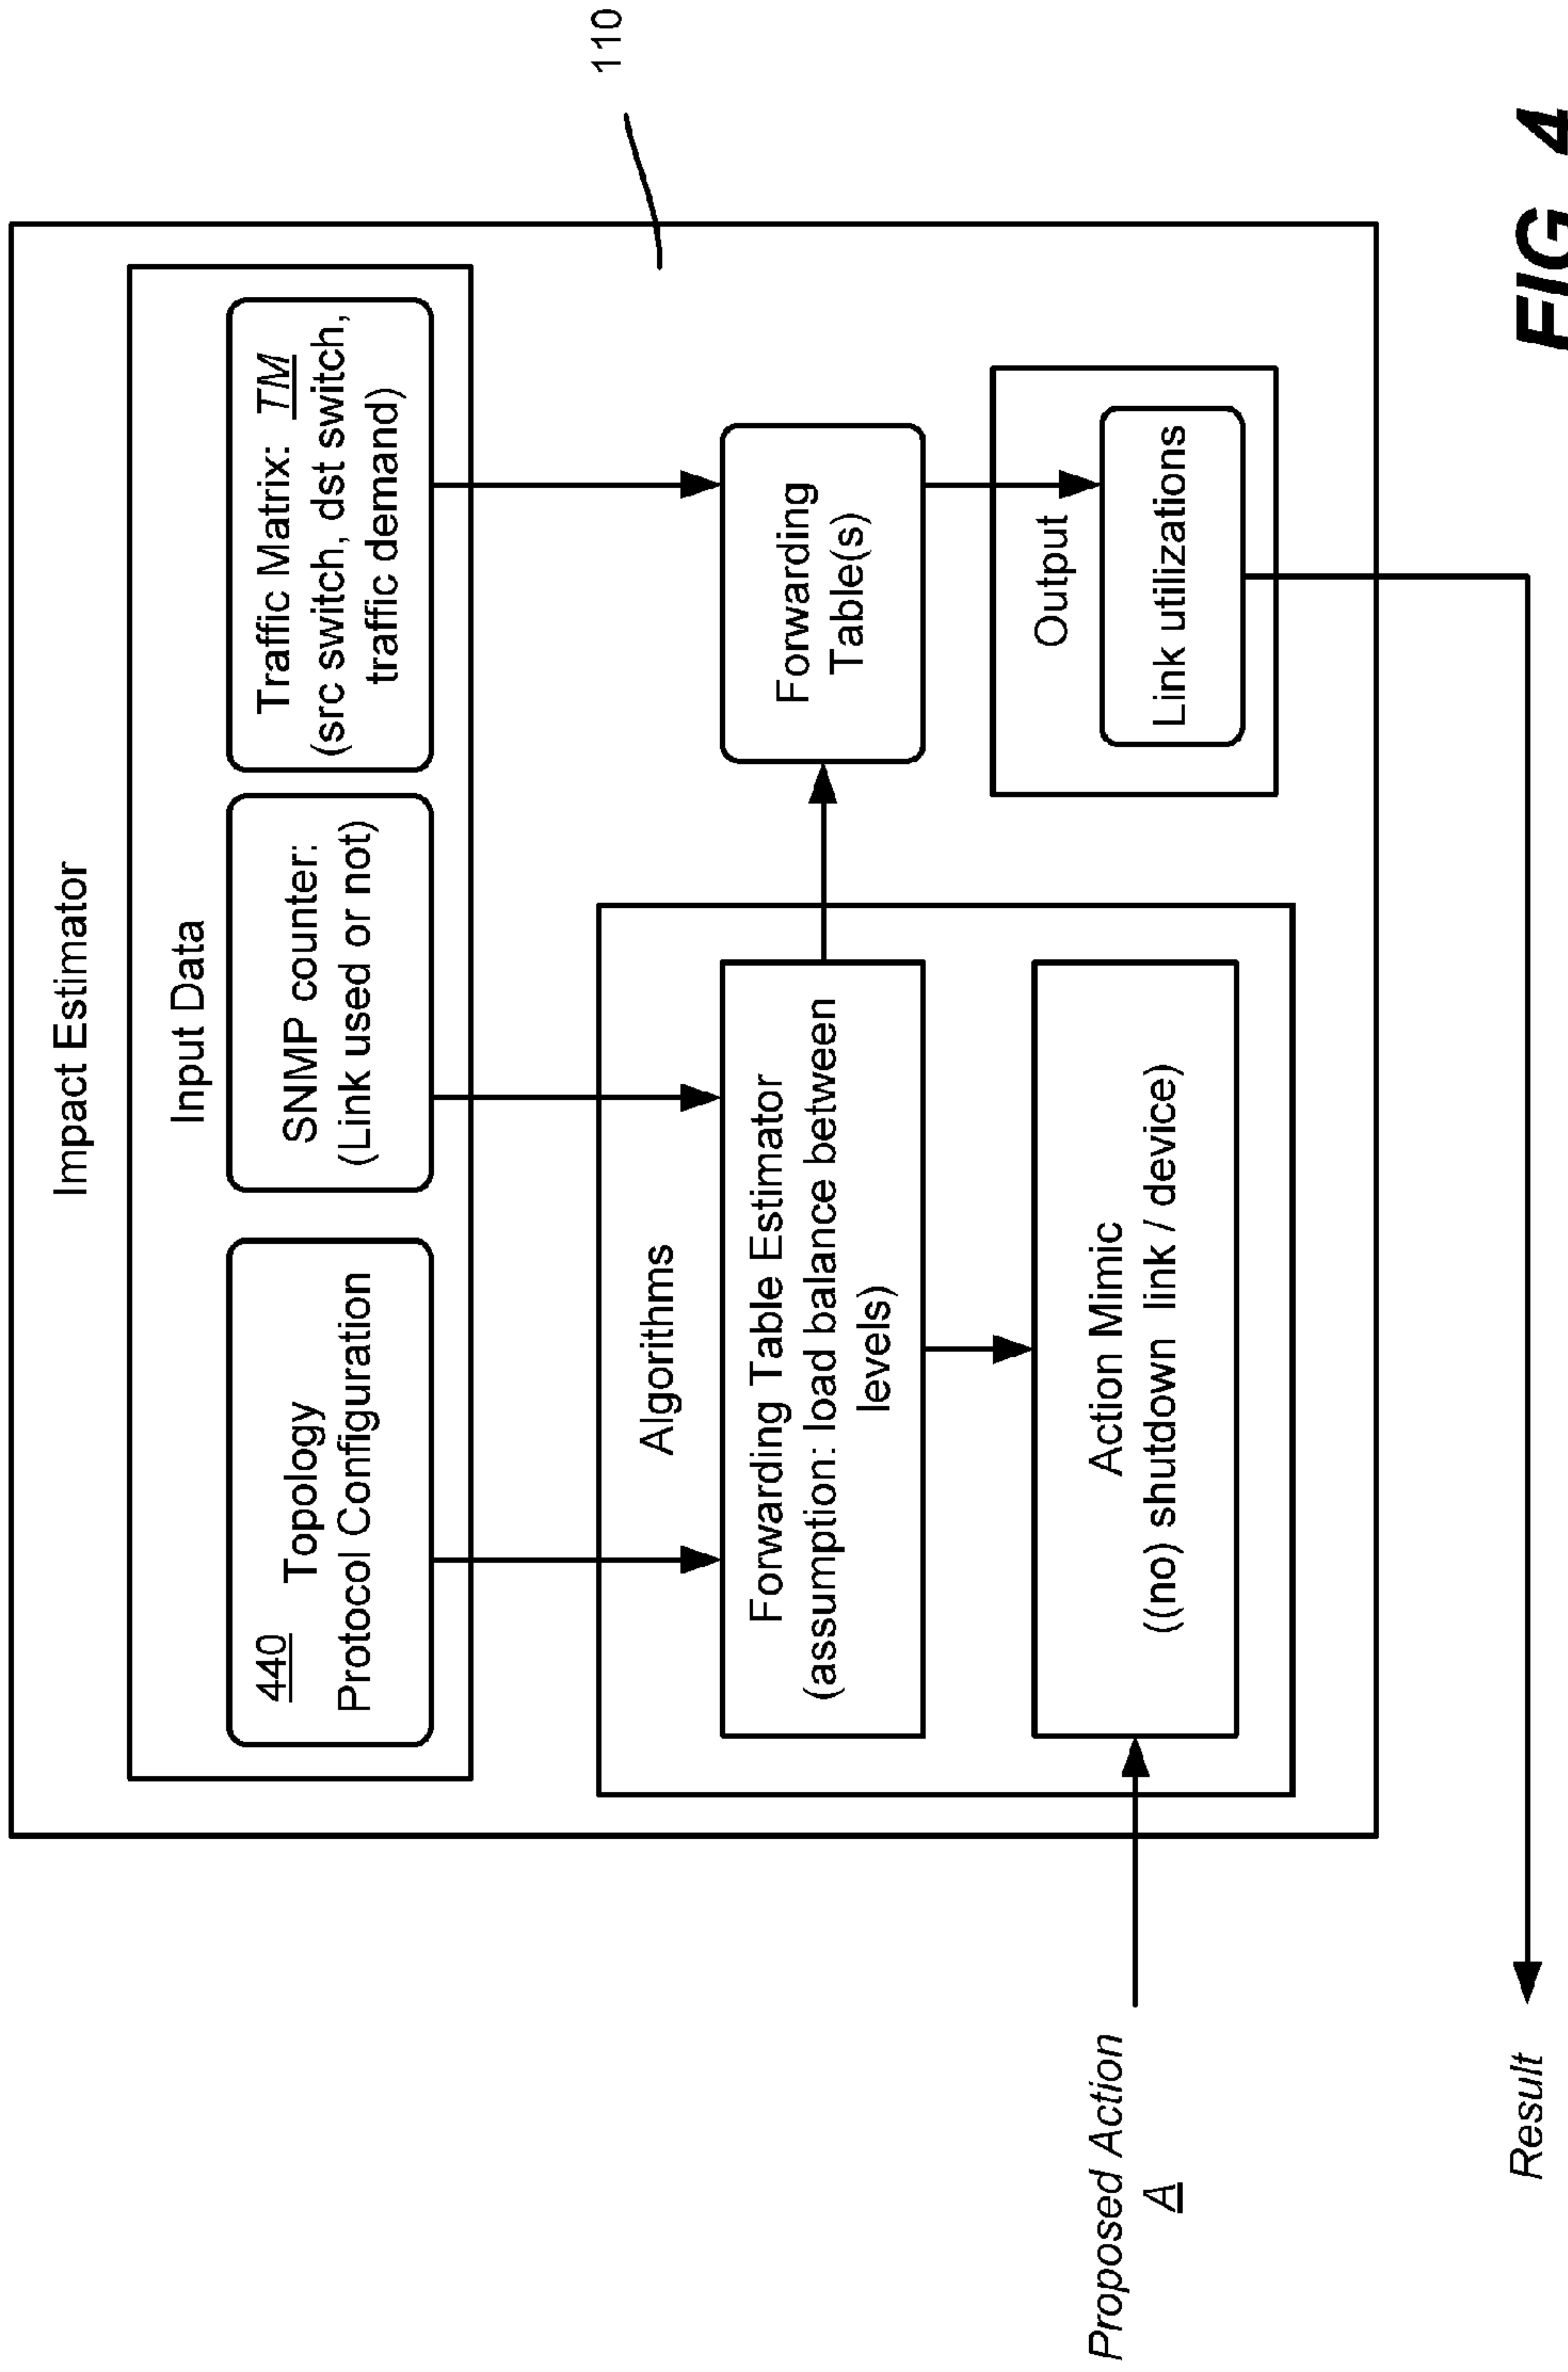 Impact Estimator
Input Data
440 Topology
Protocol Configuration
SNMP counter:
(Link used or not)
Traffic Matrix: TM
(src switch, dst switch,
traffic demand)
110
Algorithms
Forwarding Table Estimator
(assumption: load balance between
levels)
Forwarding
Table(s)
Action Mimic
((no) shutdown link / device)
Output
Link utilizations
Proposed Action
A
Result
FIG 4